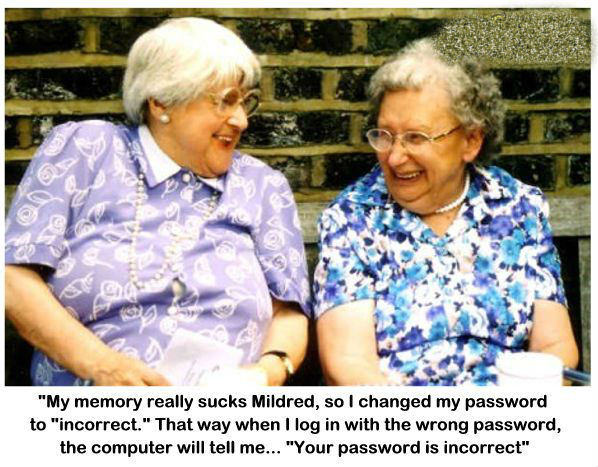 "My memory really sucks Mildred, so I changed my password
to "incorrect." That way when I log in with the wrong password,
the computer will tell me... "Your password is incorrect"